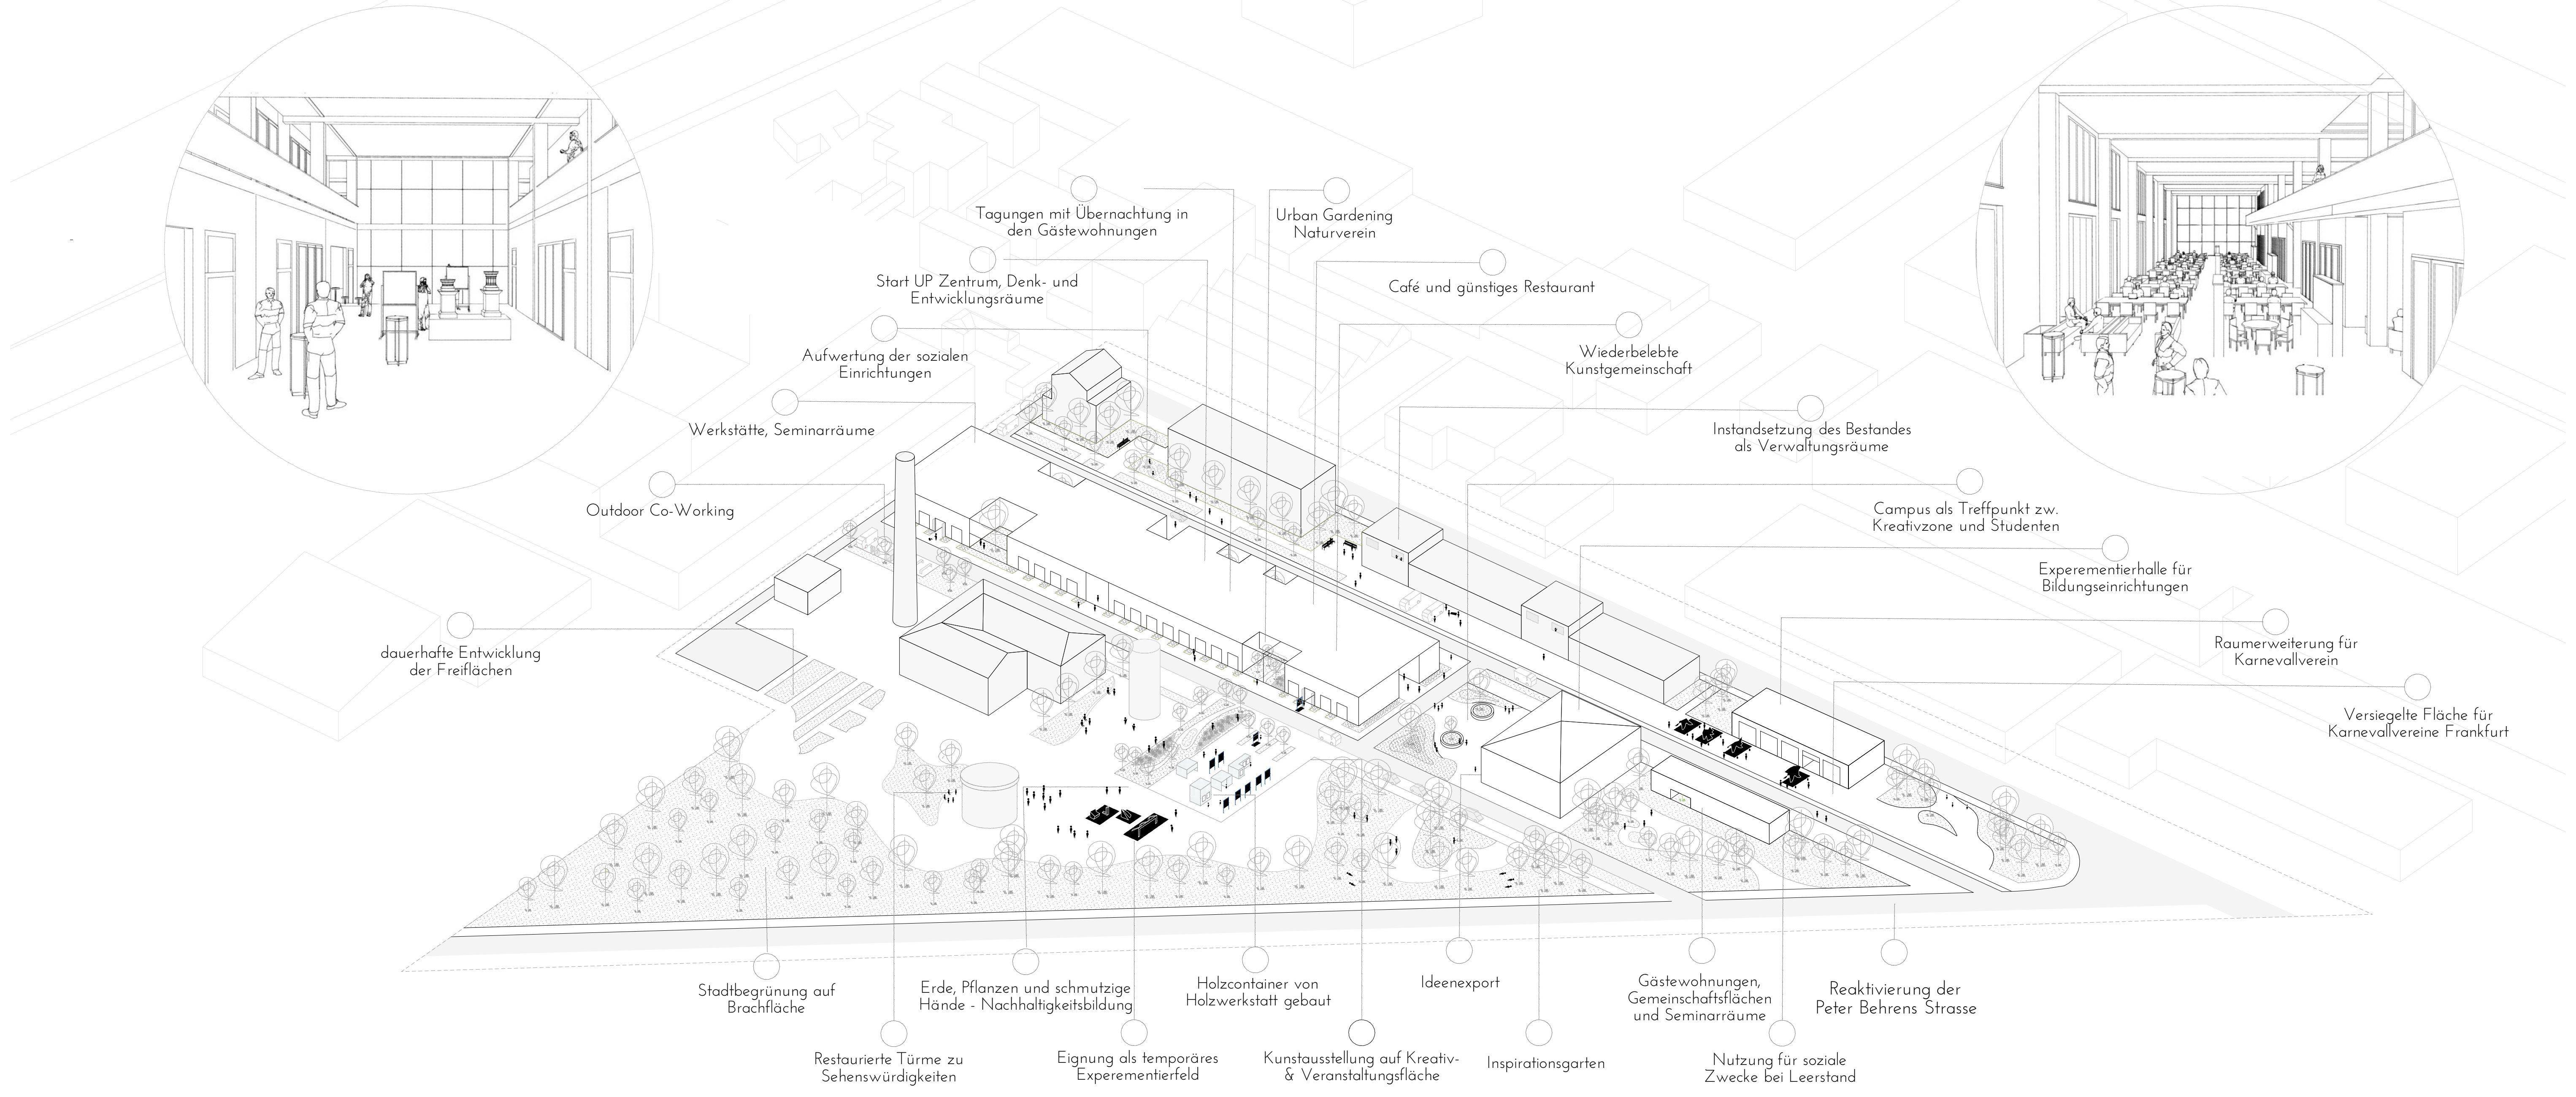 Tagungen mit Übernachtung in
den Gästewohnungen
Urban Gardening
Naturverein
Start UP Zentrum, Denk- und
Entwicklungsräume
Café und günstiges Restaurant
Aufwertung der sozialen
Einrichtungen
Wiederbelebte
Kunstgemeinschaft
Werkstätte, Seminarräume
Instandsetzung des Bestandes
als Verwaltungsräume
Outdoor Co-Working
Campus als Treffpunkt zw.
Kreativzone und Studenten
Experementierhalle für
Bildungseinrichtungen
dauerhafte Entwicklung
der Freiflächen
Raumerweiterung für
Karnevallverein
Versiegelte Fläche für
Karnevallvereine Frankfurt
Stadtbegrünung auf
Brachfläche
Erde, Pflanzen und schmutzige
Hände - Nachhaltigkeitsbildung
Holzcontainer von
Holzwerkstatt gebaut
Ideenexport
Gästewohnungen,
Gemeinschaftsflächen
und Seminarräume
Reaktivierung der
Peter Behrens Strasse
Restaurierte Türme zu
Sehenswürdigkeiten
Eignung als temporäres
Experementierfeld
Kunstausstellung auf Kreativ-
& Veranstaltungsfläche
Inspirationsgarten
Nutzung für soziale
Zwecke bei Leerstand